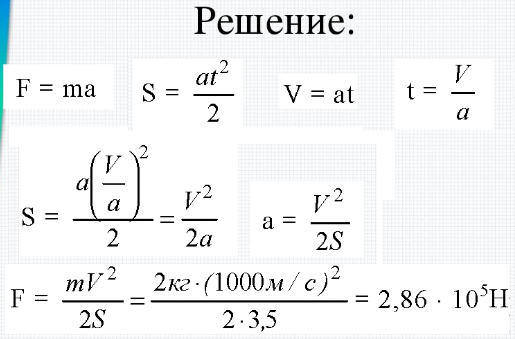 Решение:
F = ma S = at²/2 V = at t = V/a
S = a(V/a)²/2 = V²/2a a = V²/2S
F = mV²/2S = 2кг·(1000м/с)²/2·3,5 = 2,86 · 10⁵Н